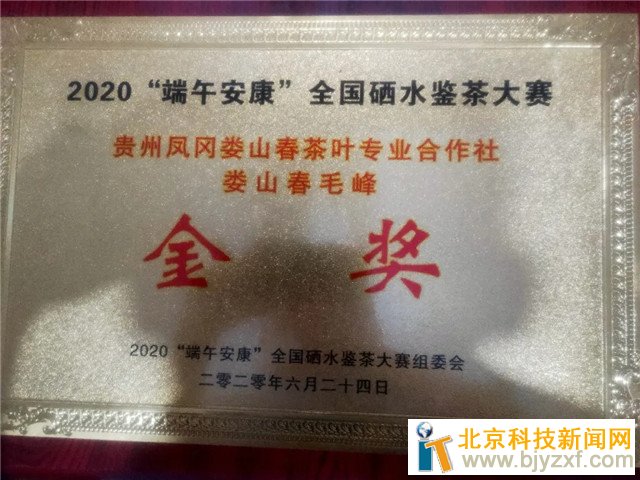 2020“端午安康”全国硒水鉴茶大赛
贵州凤冈娄山春茶叶专业合作社
娄山春毛峰
金 奖
2020“端午安康”全国硒水鉴茶大赛组委会
二零二零年六月二十四日
iT 北京科技新闻网
www.bjyzxf.com